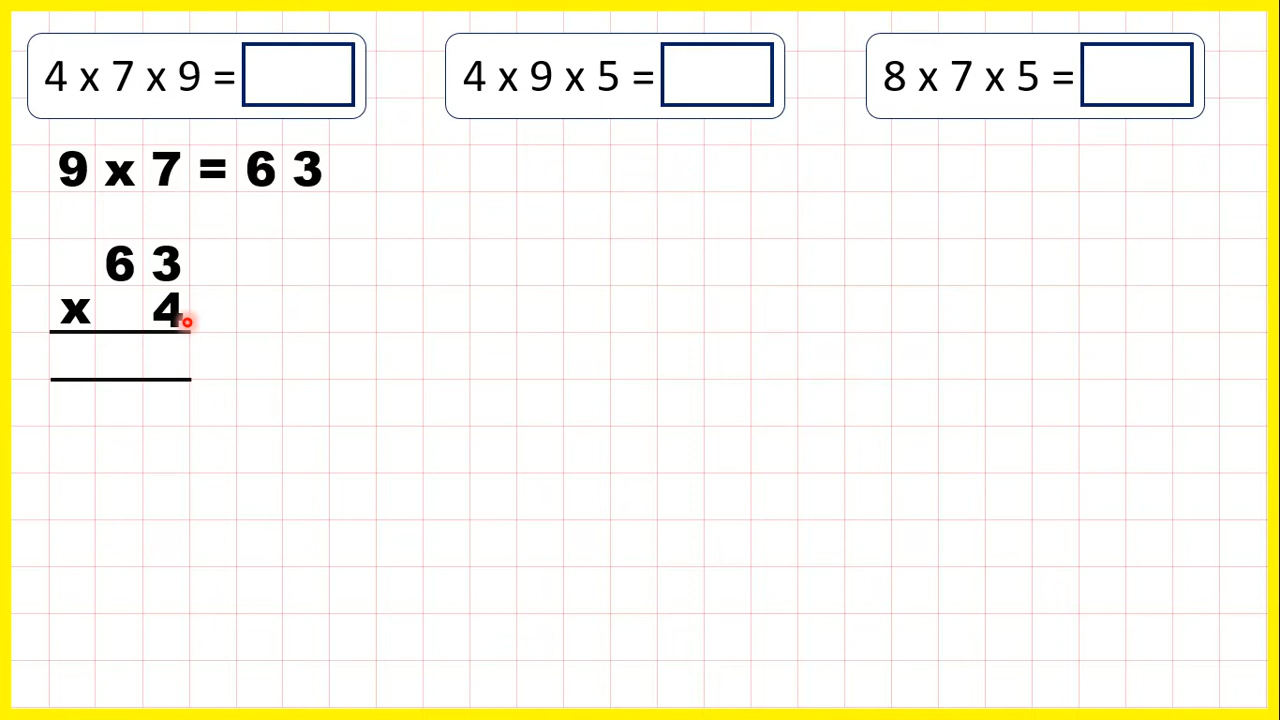 4 x 7 x 9 =
4 x 9 x 5 =
8 x 7 x 5 =
9 x 7 = 6 3
6 3
x 4